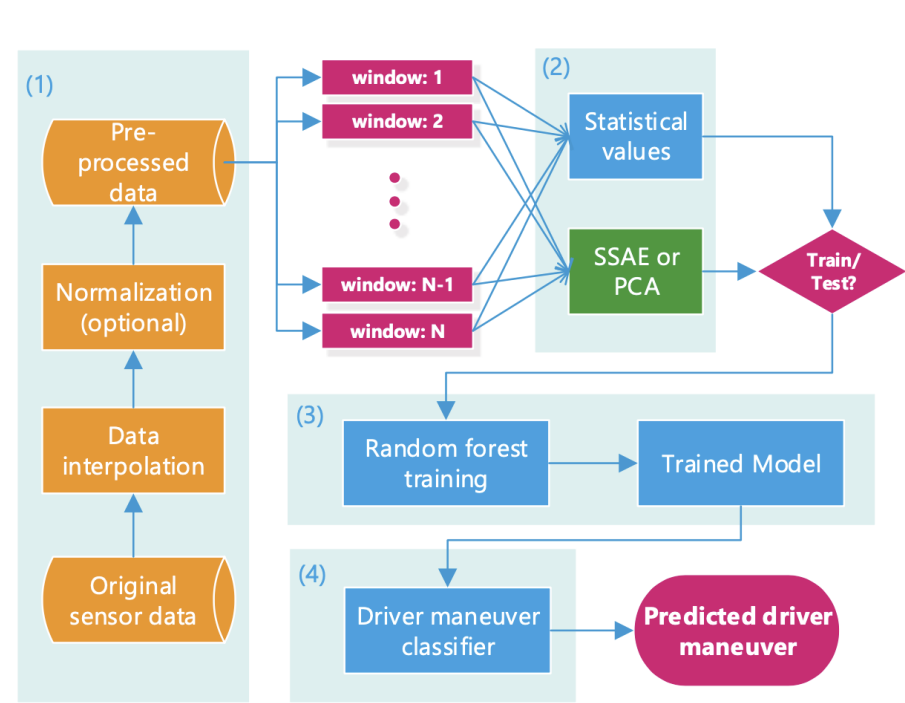 (1)
Pre-
processed
data
Normalization
(optional)
Data
interpolation
Original
sensor data
window: 1
window: 2
window: N-1
window: N
(2)
Statistical
values
SSAE or
PCA
Train/
Test?
(3)
Random forest
training
Trained Model
(4)
Driver maneuver
classifier
Predicted driver
maneuver